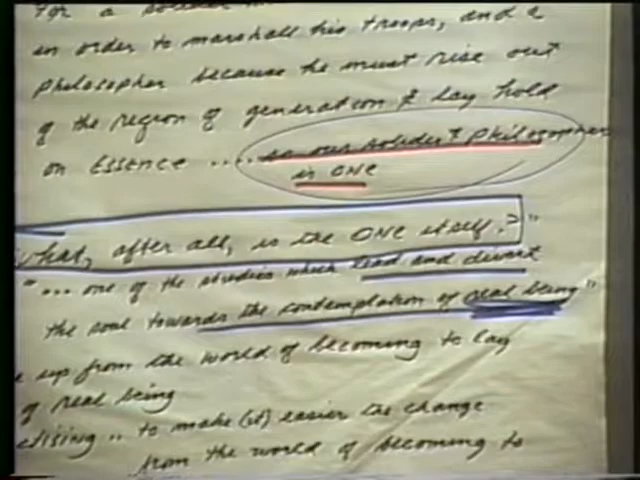 for a soldier
in order to marshall his troops, and a
philosopher because he must rise out
of the region of generation & lay hold
on Essence .... so our soldier & philosopher
is ONE
what, after all, is the ONE itself?"
"... one of the studies which lead and divert
the soul towards the contemplation of real being"
up from the world of becoming to lay
of real being
.. to make (it) easier the change
from the world of becoming to